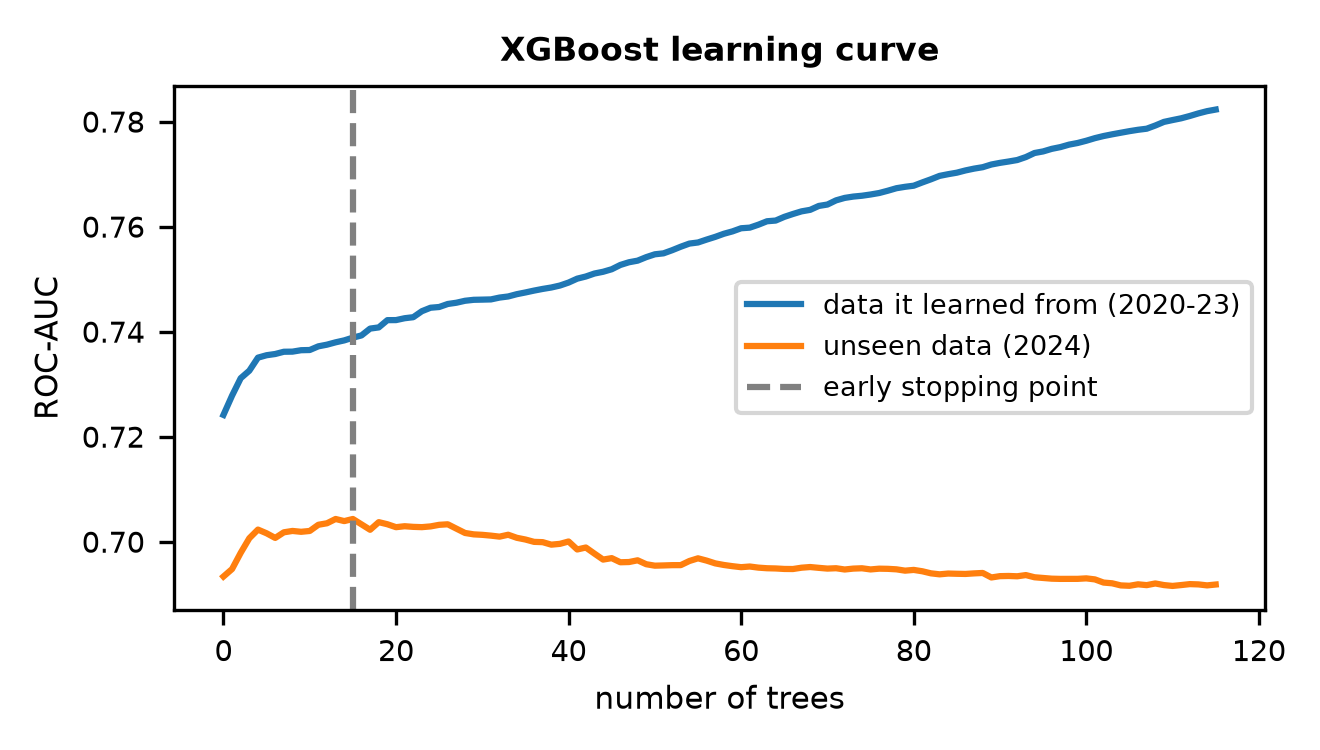 XGBoost learning curve
ROC-AUC
0.78
0.76
0.74
0.72
0.70
data it learned from (2020-23)
unseen data (2024)
early stopping point
0 20 40 60 80 100 120
number of trees